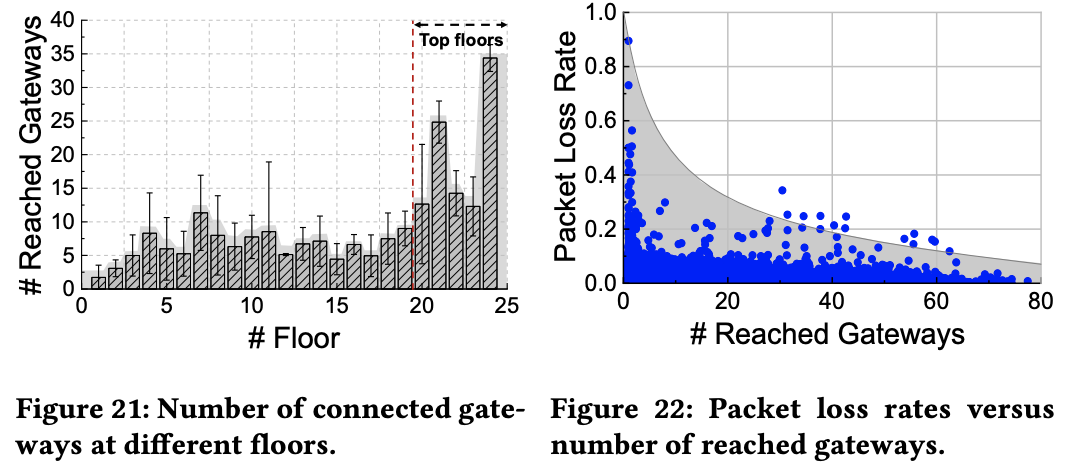 # Reached Gateways
40
35
30
25
20
15
10
5
0
Top floors
0 5 10 15 20 25
# Floor
Packet Loss Rate
1.0
0.8
0.6
0.4
0.2
0.0
0 20 40 60 80
# Reached Gateways
Figure 21: Number of connected gate-
ways at different floors.
Figure 22: Packet loss rates versus
number of reached gateways.